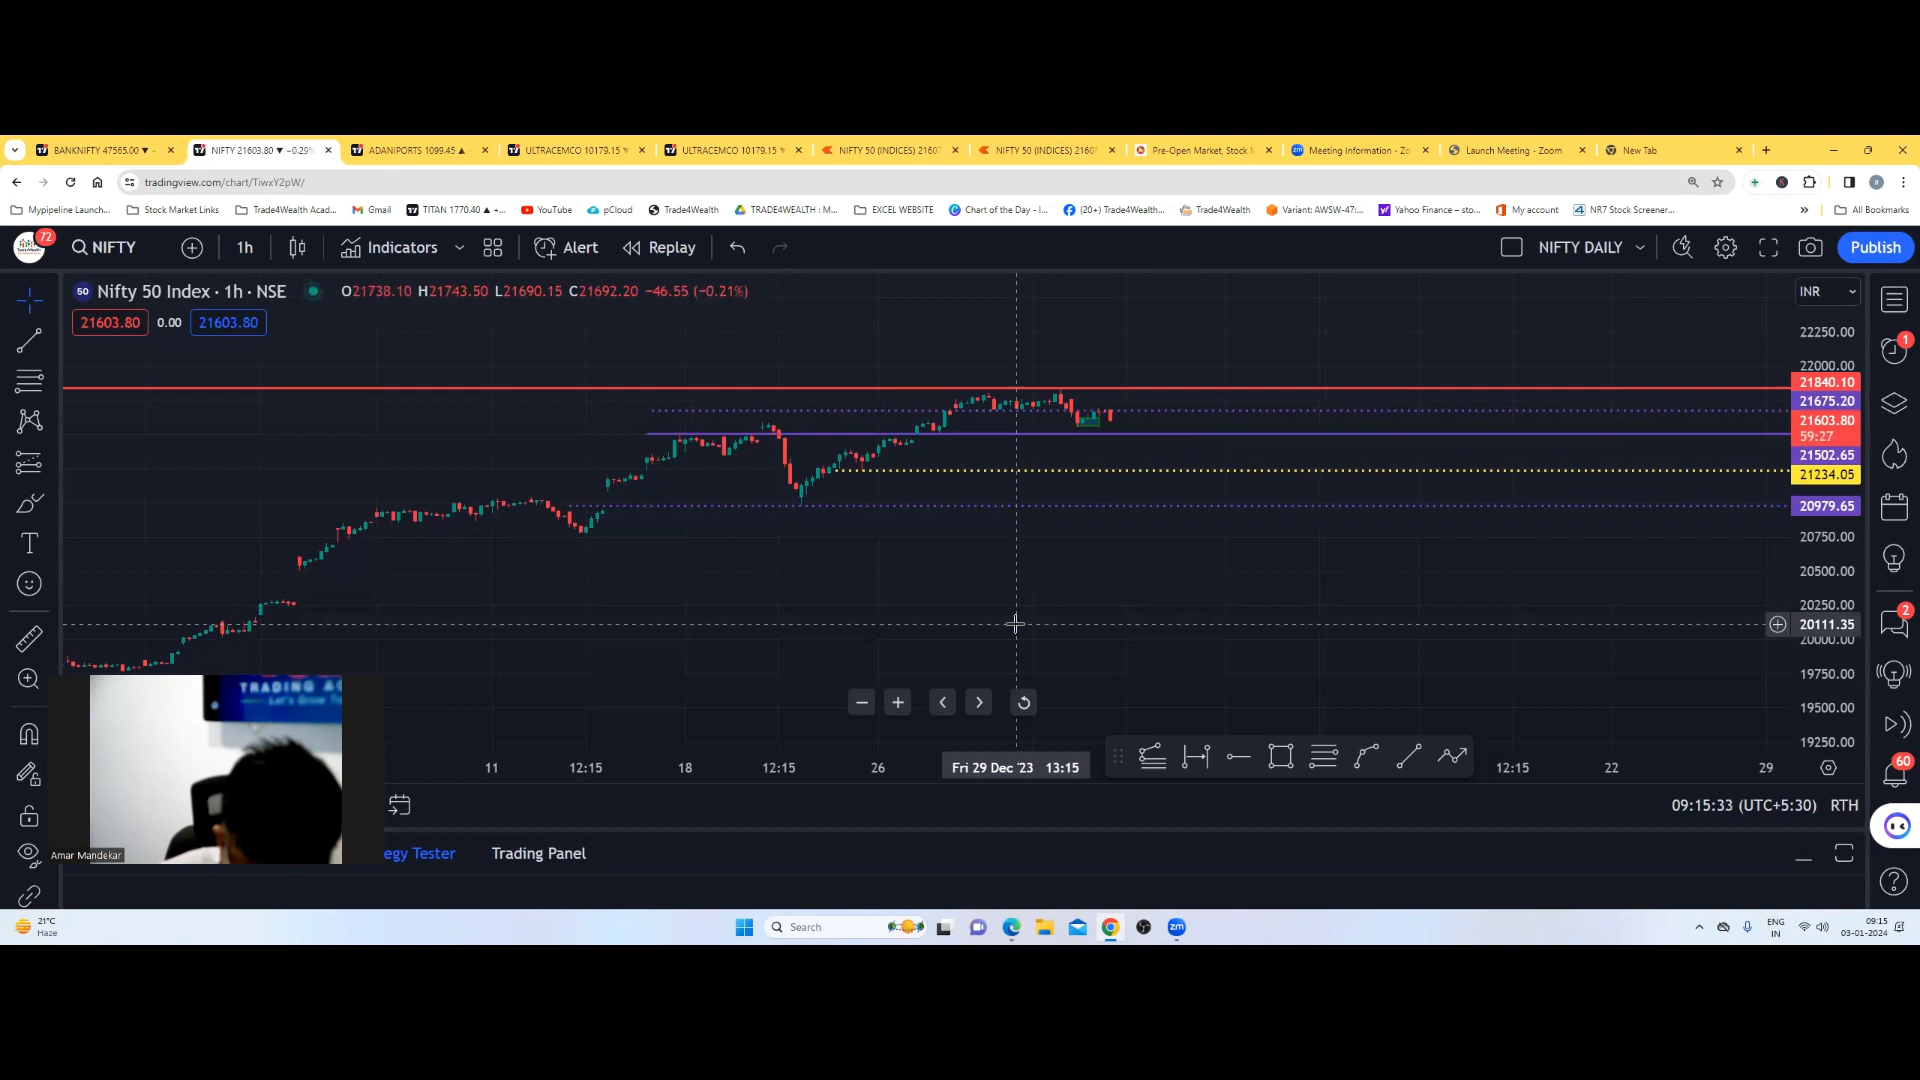 BANKNIFTY 47565.00 ▼
NIFTY 21603.80 ▼ −0.29%
ADANIPORTS 1099.45 ▲
ULTRACEMCO 10179.15 ▼
ULTRACEMCO 10179.15 ▼
NIFTY 50 (INDICES) 2160
NIFTY 50 (INDICES) 2160
Pre-Open Market, Stock
Meeting Information - Zo
Launch Meeting - Zoom
New Tab
tradingview.com/chart/TiwxY2pW/
Mypipeline Launch...
Stock Market Links
Trade4Wealth Acad...
Gmail
TITAN 1770.40 ▲ +...
YouTube
pCloud
Trade4Wealth
TRADE4WEALTH : M...
EXCEL WEBSITE
Chart of the Day - I...
(20+) Trade4Wealth...
Trade4Wealth
Variant: AWSW-47:...
Yahoo Finance – sto...
My account
NR7 Stock Screener...
All Bookmarks
72
NIFTY
1h
Indicators
Alert
Replay
NIFTY DAILY
Publish
50 Nifty 50 Index · 1h · NSE
O21738.10 H21743.50 L21690.15 C21692.20 −46.55 (−0.21%)
INR
21603.80 0.00 21603.80
22250.00
22000.00
21840.10
21675.20
21603.80
59:27
21502.65
21234.05
20979.65
20750.00
20500.00
20250.00
20111.35
20000.00
19750.00
19500.00
19250.00
1
2
60
TRADING A
Let's Grow T
Amar Mandekar
11
12:15
18
12:15
26
Fri 29 Dec '23 13:15
12:15
22
29
09:15:33 (UTC+5:30) RTH
egy Tester
Trading Panel
21°C
Haze
Search
zm
ENG
IN
09:15
03-01-2024